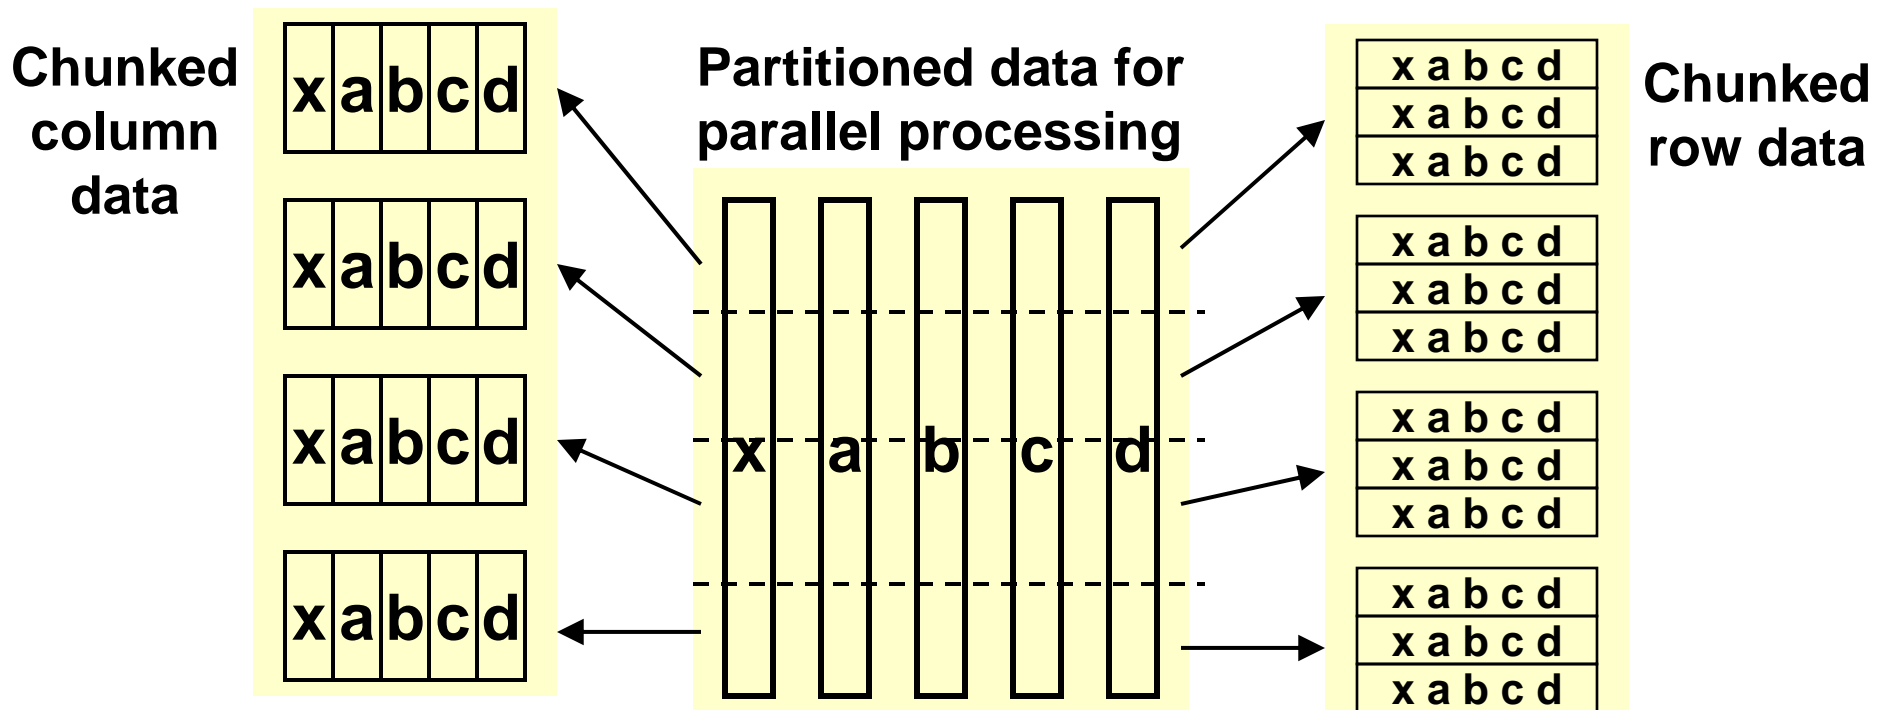 Chunked
column
data
x a b c d
x a b c d
x a b c d
x a b c d
Partitioned data for
parallel processing
x a b c d
x a b c d
x a b c d
x a b c d
x a b c d
x a b c d
x a b c d
x a b c d
x a b c d
x a b c d
x a b c d
x a b c d
x a b c d
Chunked
row data